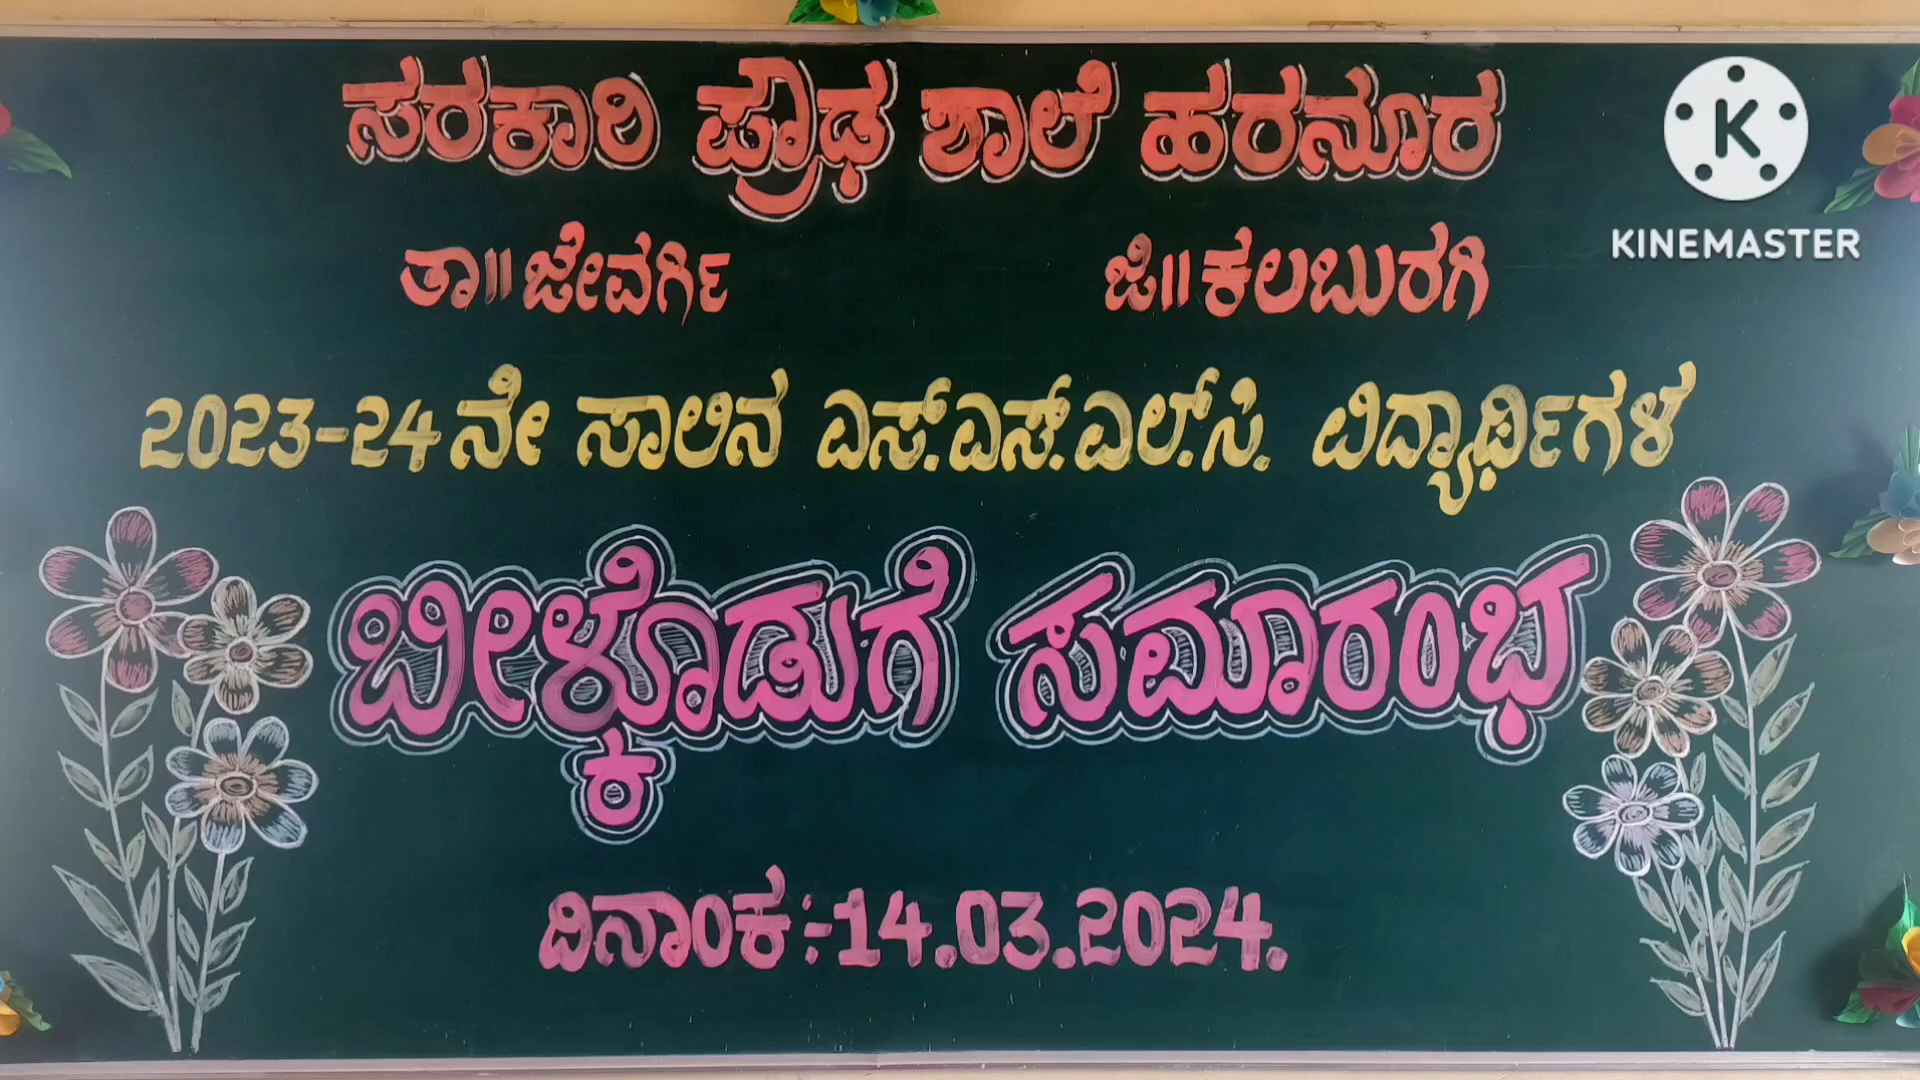 ಸರಕಾರಿ ಪ್ರೌಢ ಶಾಲೆ ಹರನೂರ
ತಾ|| ಜೇವರ್ಗಿ ಜಿ|| ಕಲಬುರಗಿ
2023-24ನೇ ಸಾಲಿನ ಎಸ್.ಎಸ್.ಎಲ್.ಸಿ. ವಿದ್ಯಾರ್ಥಿಗಳ
ಬೀಳ್ಕೊಡುಗೆ ಸಮಾರಂಭ
ದಿನಾಂಕ :-14.03.2024.
K
KINEMASTER